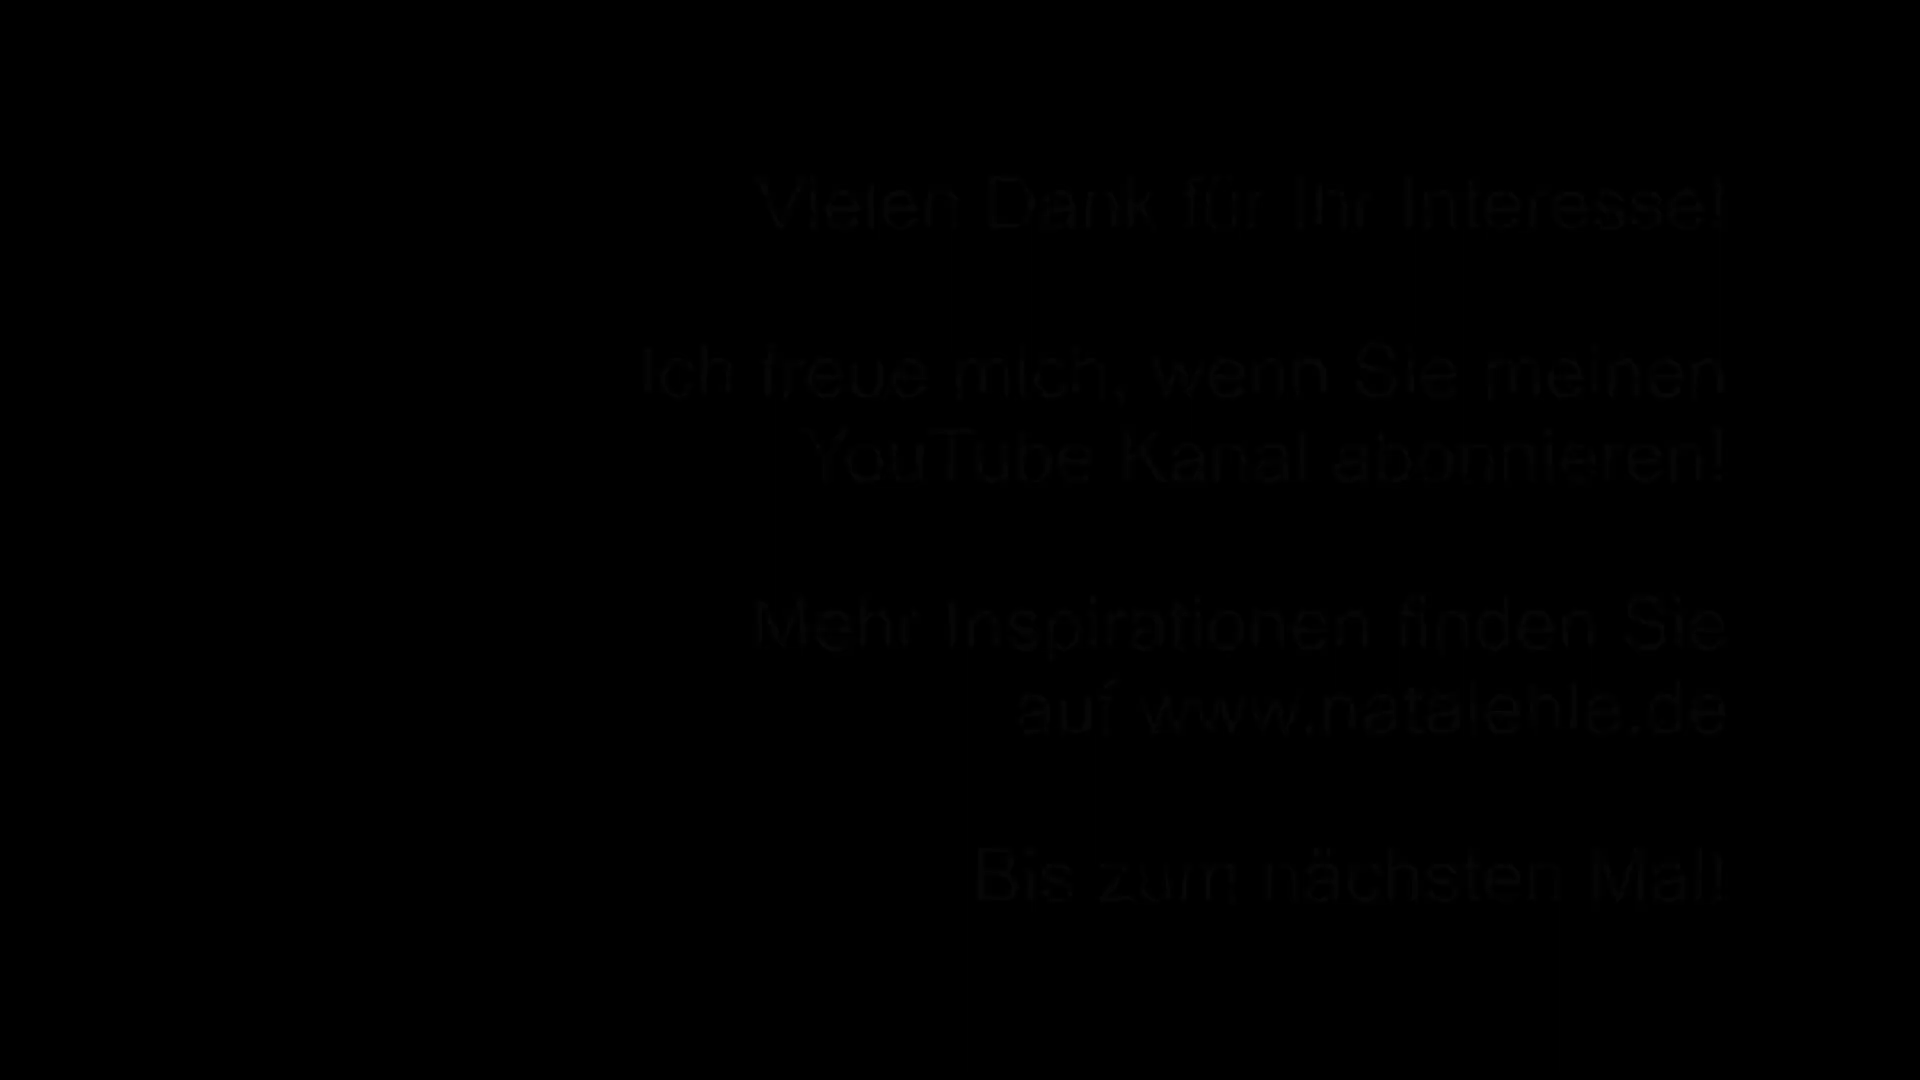 Vielen Dank für Ihr Interesse!
Ich freue mich, wenn Sie meinen
YouTube Kanal abonnieren!
Mehr Inspirationen finden Sie
auf www.natalehle.de
Bis zum nächsten Mal!